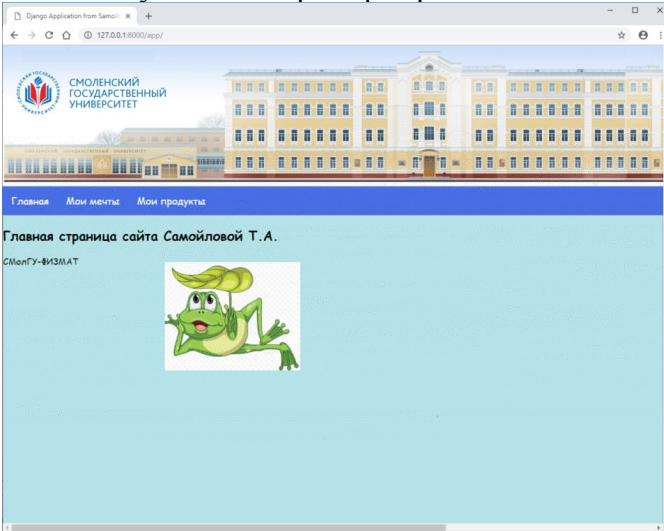 Django Application from Samoil
127.0.0.1:8000/app/
СМОЛЕНСКИЙ
ГОСУДАРСТВЕННЫЙ
УНИВЕРСИТЕТ
Главная Мои мечты Мои продукты
Главная страница сайта Самойловой Т.А.
СМолГУ-ФИЗМАТ